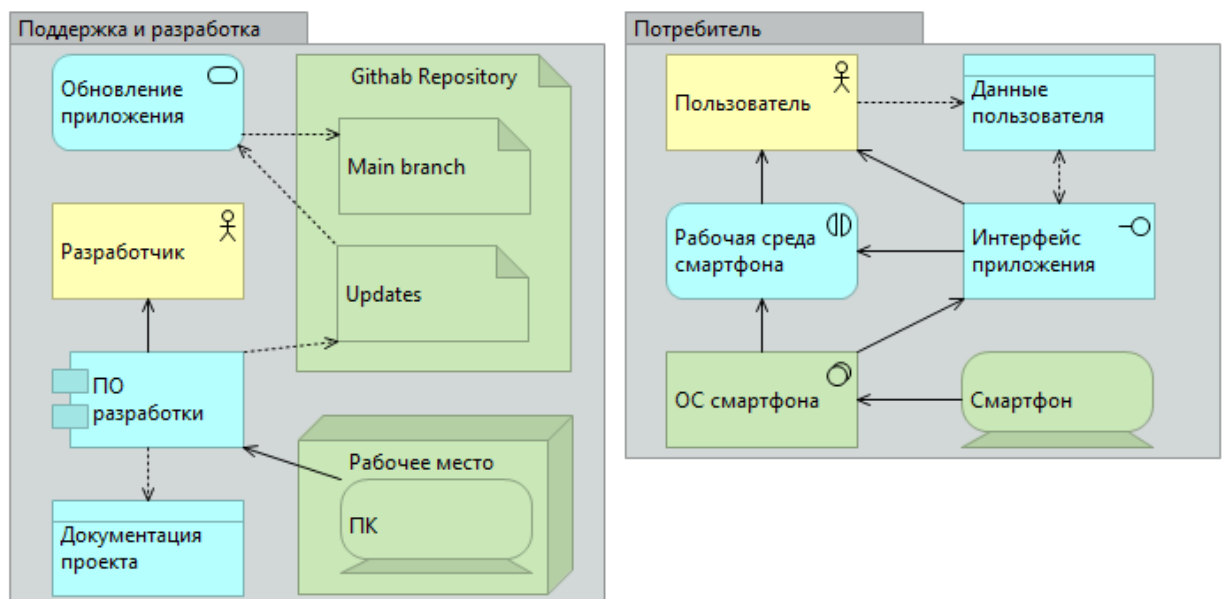 Поддержка и разработка
Обновление
приложения
Githab Repository
Main branch
Разработчик
Updates
ПО
разработки
Рабочее место
ПК
Документация
проекта
Потребитель
Пользователь
Данные
пользователя
Рабочая среда
смартфона
Интерфейс
приложения
ОС смартфона
Смартфон